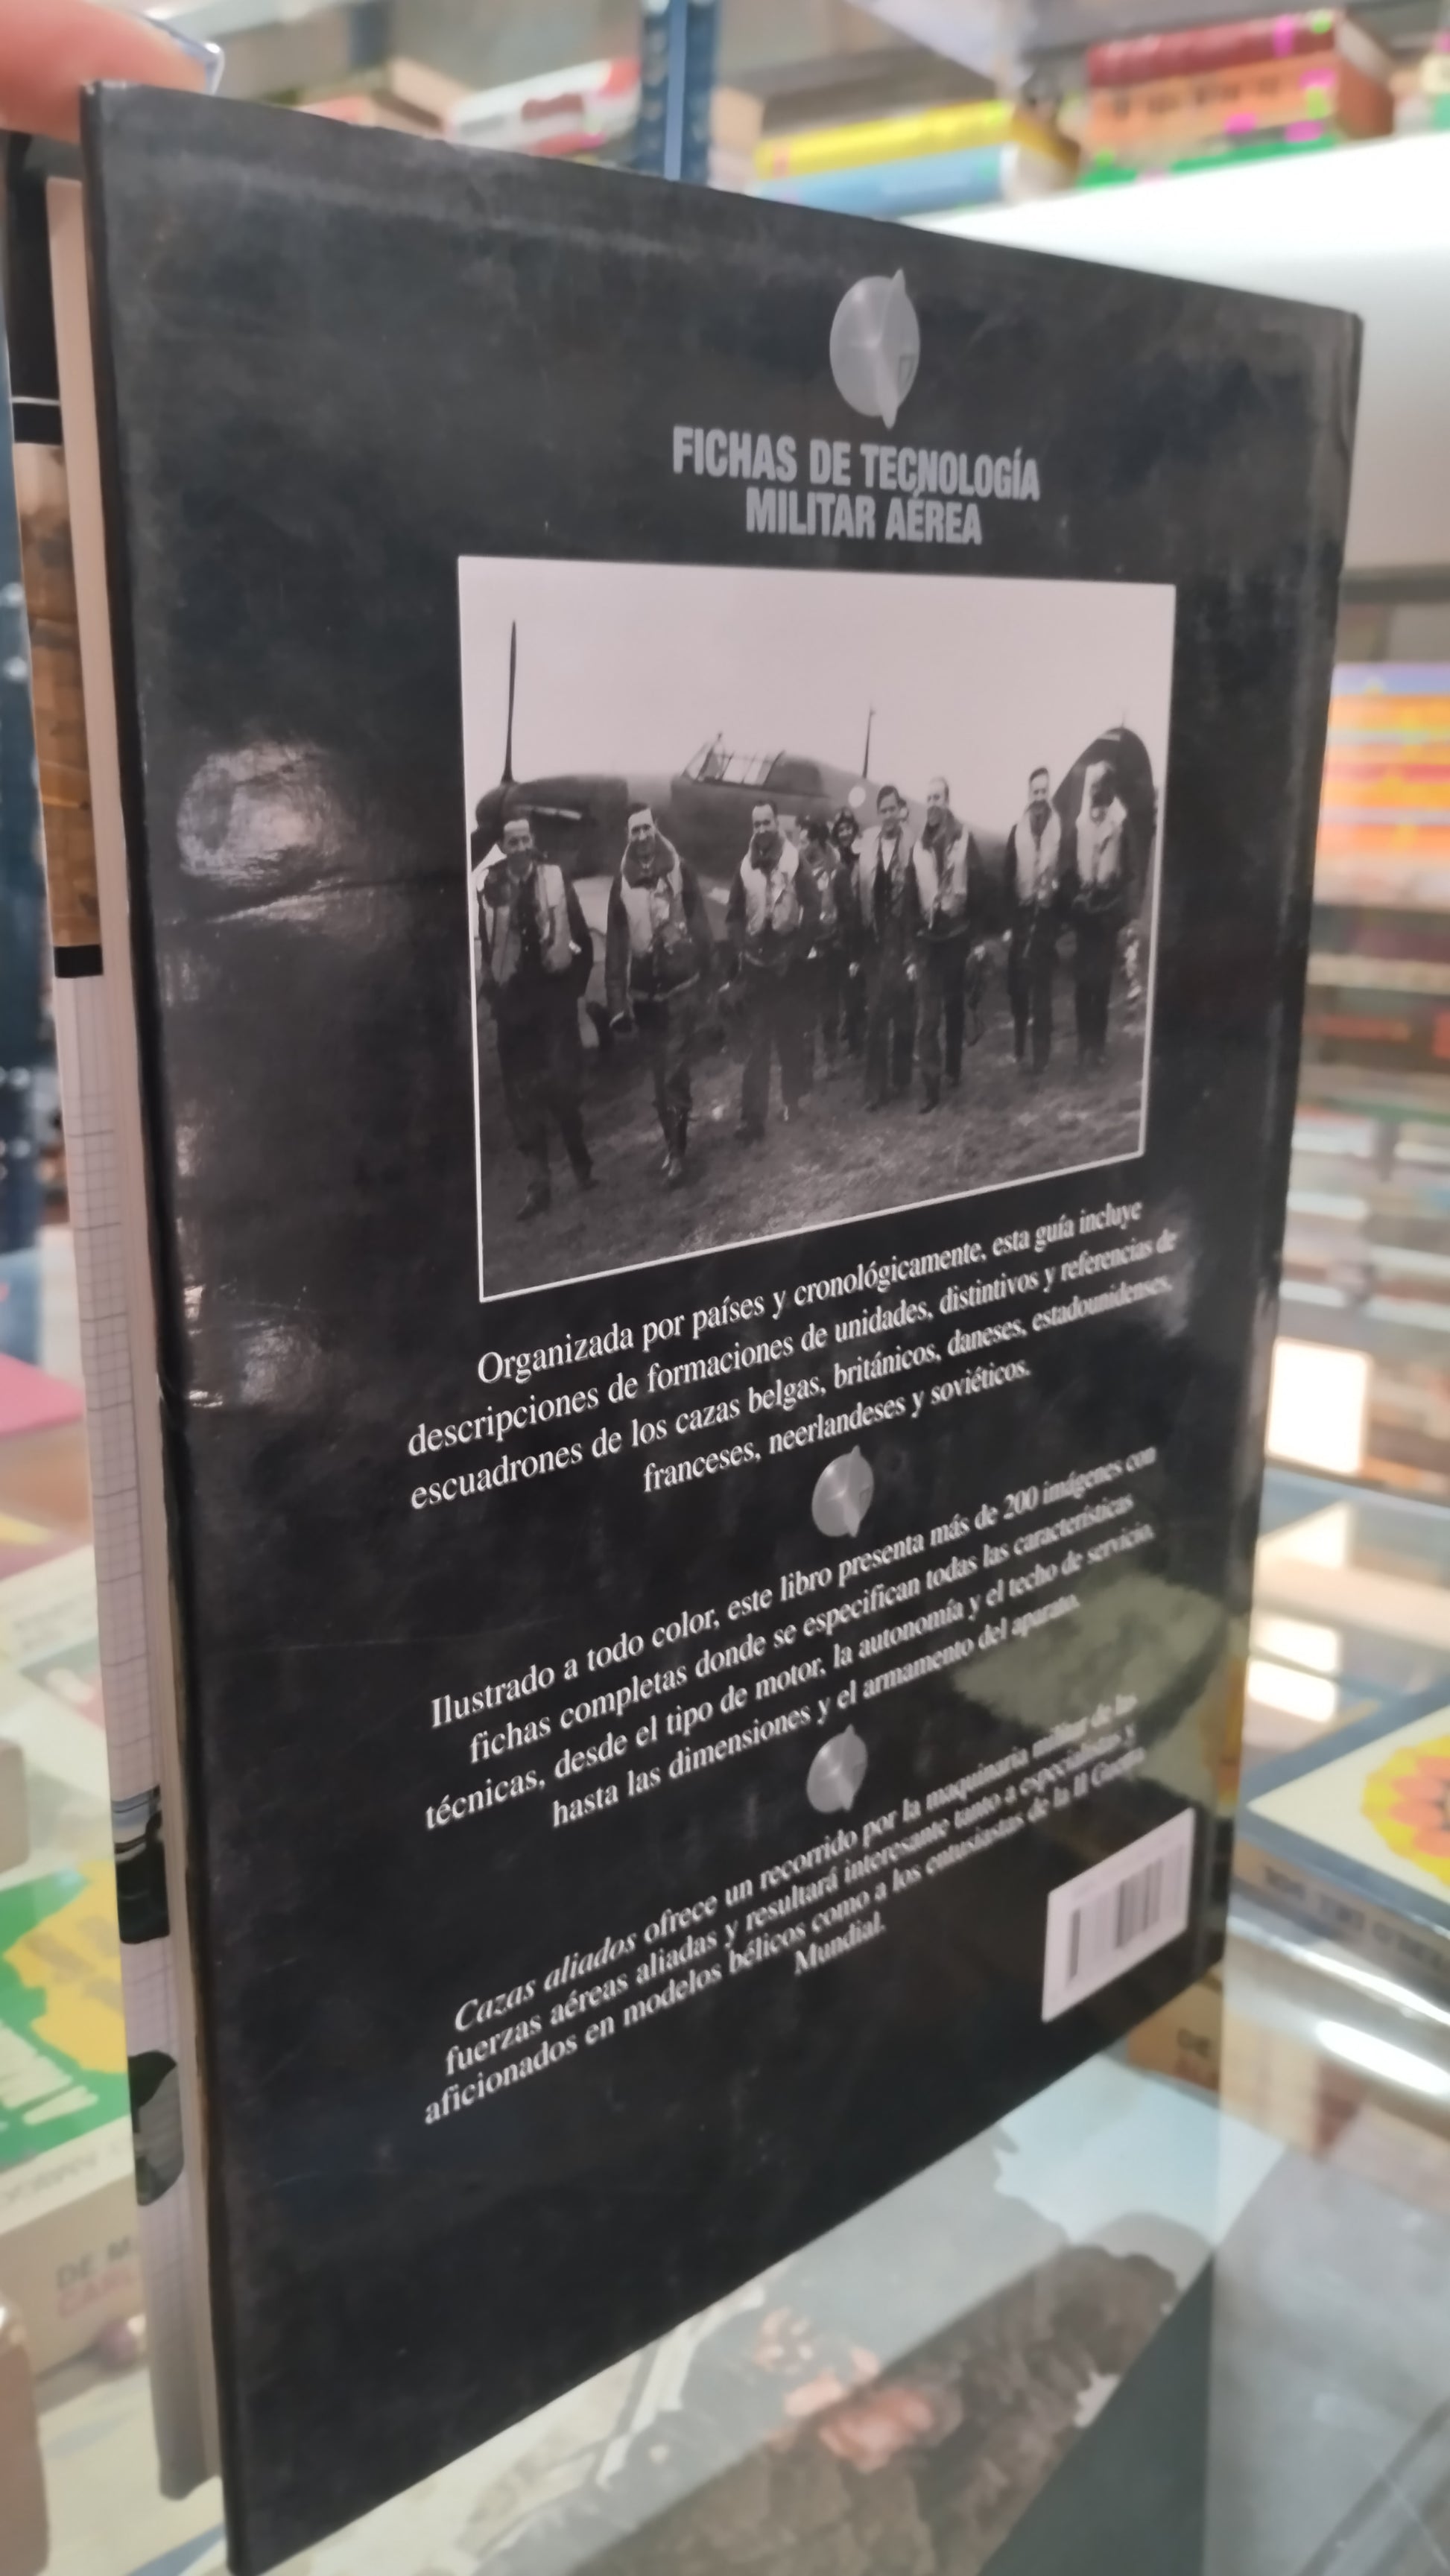 FICHAS DE TECNOLOGÍA
MILITAR AÉREA
Organizada por países y cronológicamente, esta guía incluye
descripciones de formaciones de unidades, distintivos y referencias de
escuadrones de los cazas belgas, británicos, daneses, estadounidenses,
franceses, neerlandeses y soviéticos.
Ilustrado a todo color, este libro presenta más de 200 imágenes con
fichas completas donde se especifican todas las características
técnicas, desde el tipo de motor, la autonomía y el techo de servicio,
hasta las dimensiones y el armamento del aparato.
Cazas aliados ofrece un recorrido por la maquinaria militar de las
fuerzas aéreas aliadas y resultará interesante tanto a especialistas y
aficionados en modelos bélicos como a los entusiastas de la II Guerra
Mundial.